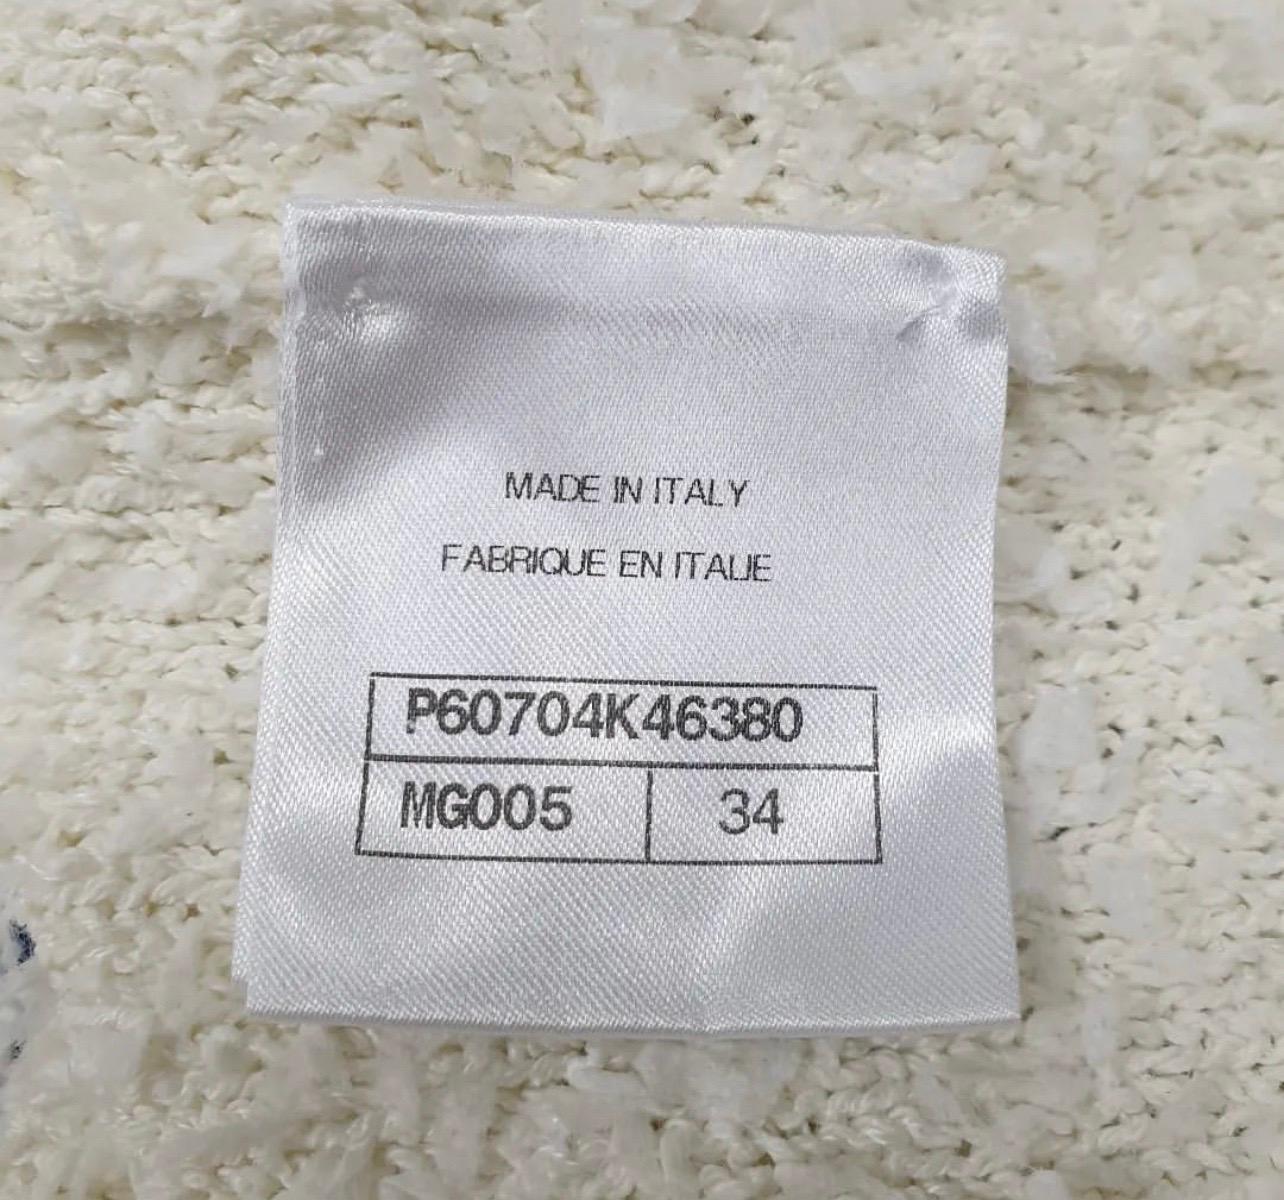 MADE IN ITALY
FABRIQUE EN ITALIE
P60704K46380
MG005 34